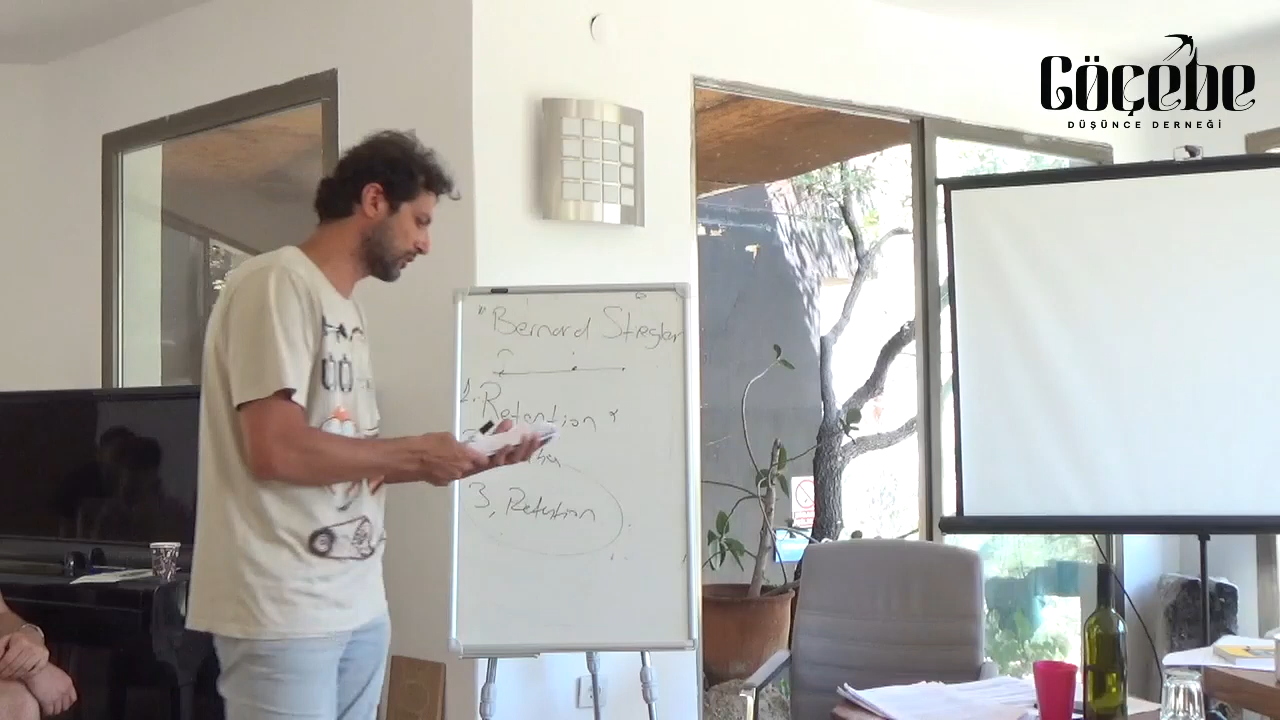 Göçebe
DÜŞÜNCE DERNEĞİ
"Bernard Stiegler
1. Retention
3, Retention